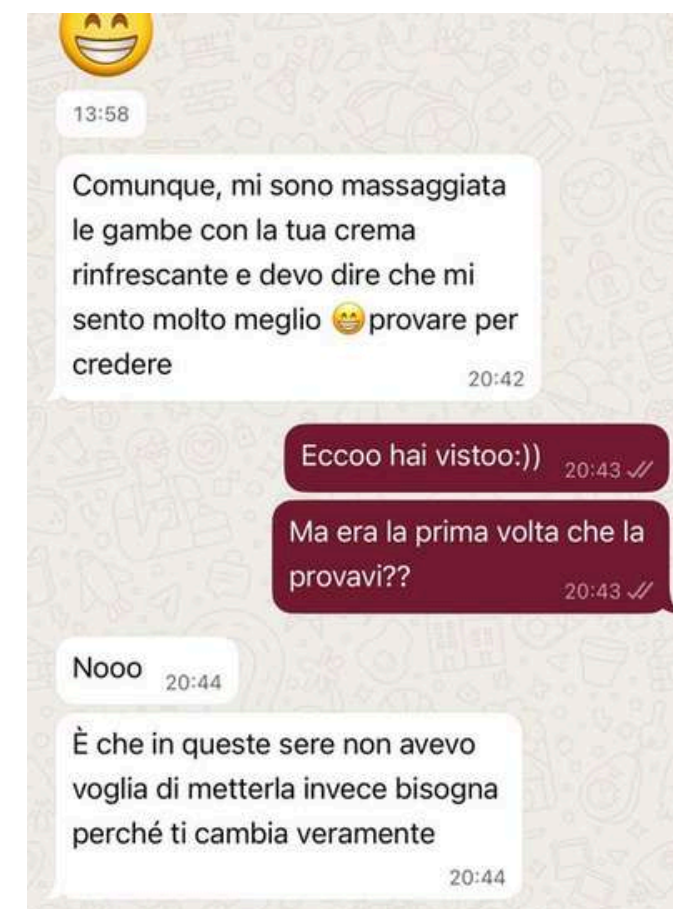 13:58
Comunque, mi sono massaggiata
le gambe con la tua crema
rinfrescante e devo dire che mi
sento molto meglio 😁provare per
credere
20:42
Eccoo hai vistoo:)) 20:43
Ma era la prima volta che la
provavi??
20:43
Nooo 20:44
È che in queste sere non avevo
voglia di metterla invece bisogna
perché ti cambia veramente
20:44